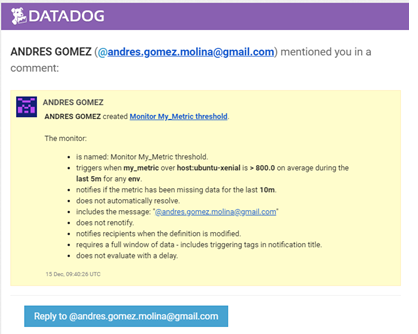 DATADOG
ANDRES GOMEZ (@andres.gomez.molina@gmail.com) mentioned you in a
comment:
ANDRES GOMEZ
ANDRES GOMEZ created Monitor My_Metric threshold.
The monitor:
• is named: Monitor My_Metric threshold.
• triggers when my_metric over host:ubuntu-xenial is > 800.0 on average during the
last 5m for any env.
• notifies if the metric has been missing data for the last 10m.
• does not automatically resolve.
• includes the message: "@andres.gomez.molina@gmail.com"
• does not renotify.
• notifies recipients when the definition is modified.
• requires a full window of data - includes triggering tags in notification title.
• does not evaluate with a delay.
15 Dec, 09:40:26 UTC
Reply to @andres.gomez.molina@gmail.com